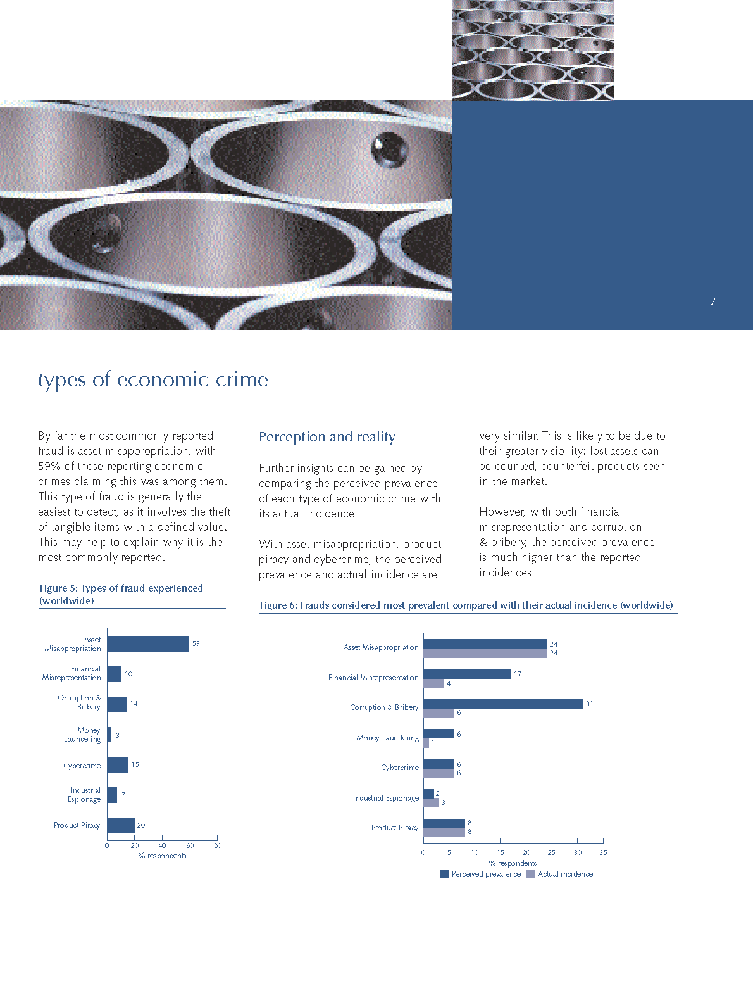 7
types of economic crime
By far the most commonly reported
fraud is asset misappropriation, with
59% of those reporting economic
crimes claiming this was among them.
This type of fraud is generally the
easiest to detect, as it involves the theft
of tangible items with a defined value.
This may help to explain why it is the
most commonly reported.
Perception and reality
Further insights can be gained by
comparing the perceived prevalence
of each type of economic crime with
its actual incidence.
With asset misappropriation, product
piracy and cybercrime, the perceived
prevalence and actual incidence are
very similar. This is likely to be due to
their greater visibility: lost assets can
be counted, counterfeit products seen
in the market.
However, with both financial
misrepresentation and corruption
& bribery, the perceived prevalence
is much higher than the reported
incidences.
Figure 5: Types of fraud experienced
(worldwide)
Asset
Misappropriation
59
Financial
Misrepresentation
10
Corruption &
Bribery
14
Money
Laundering
3
Cybercrime
15
Industrial
Espionage
7
Product Piracy
20
0 20 40 60 80
% respondents
Figure 6: Frauds considered most prevalent compared with their actual incidence (worldwide)
Asset Misappropriation
24
24
Financial Misrepresentation
17
4
Corruption & Bribery
31
6
Money Laundering
6
1
Cybercrime
6
6
Industrial Espionage
2
3
Product Piracy
8
8
0 5 10 15 20 25 30 35
% respondents
Perceived prevalence Actual incidence